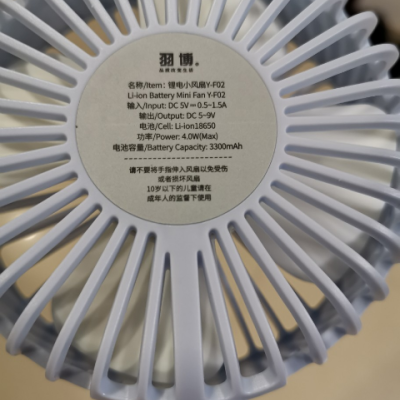 羽博®
名称/Item: 锂电小风扇Y-F02
Li-ion Battery Mini Fan Y-F02
输入/Input: DC 5V⎓0.5~1.5A
输出/Output: DC 5~9V
电池/Cell: Li-ion18650
功率/Power: 4.0W(Max)
电池容量/Battery Capacity: 3300mAh
请不要将手指伸入风扇以免受伤
或者损坏风扇
10岁以下的儿童请在
成年人的监督下使用